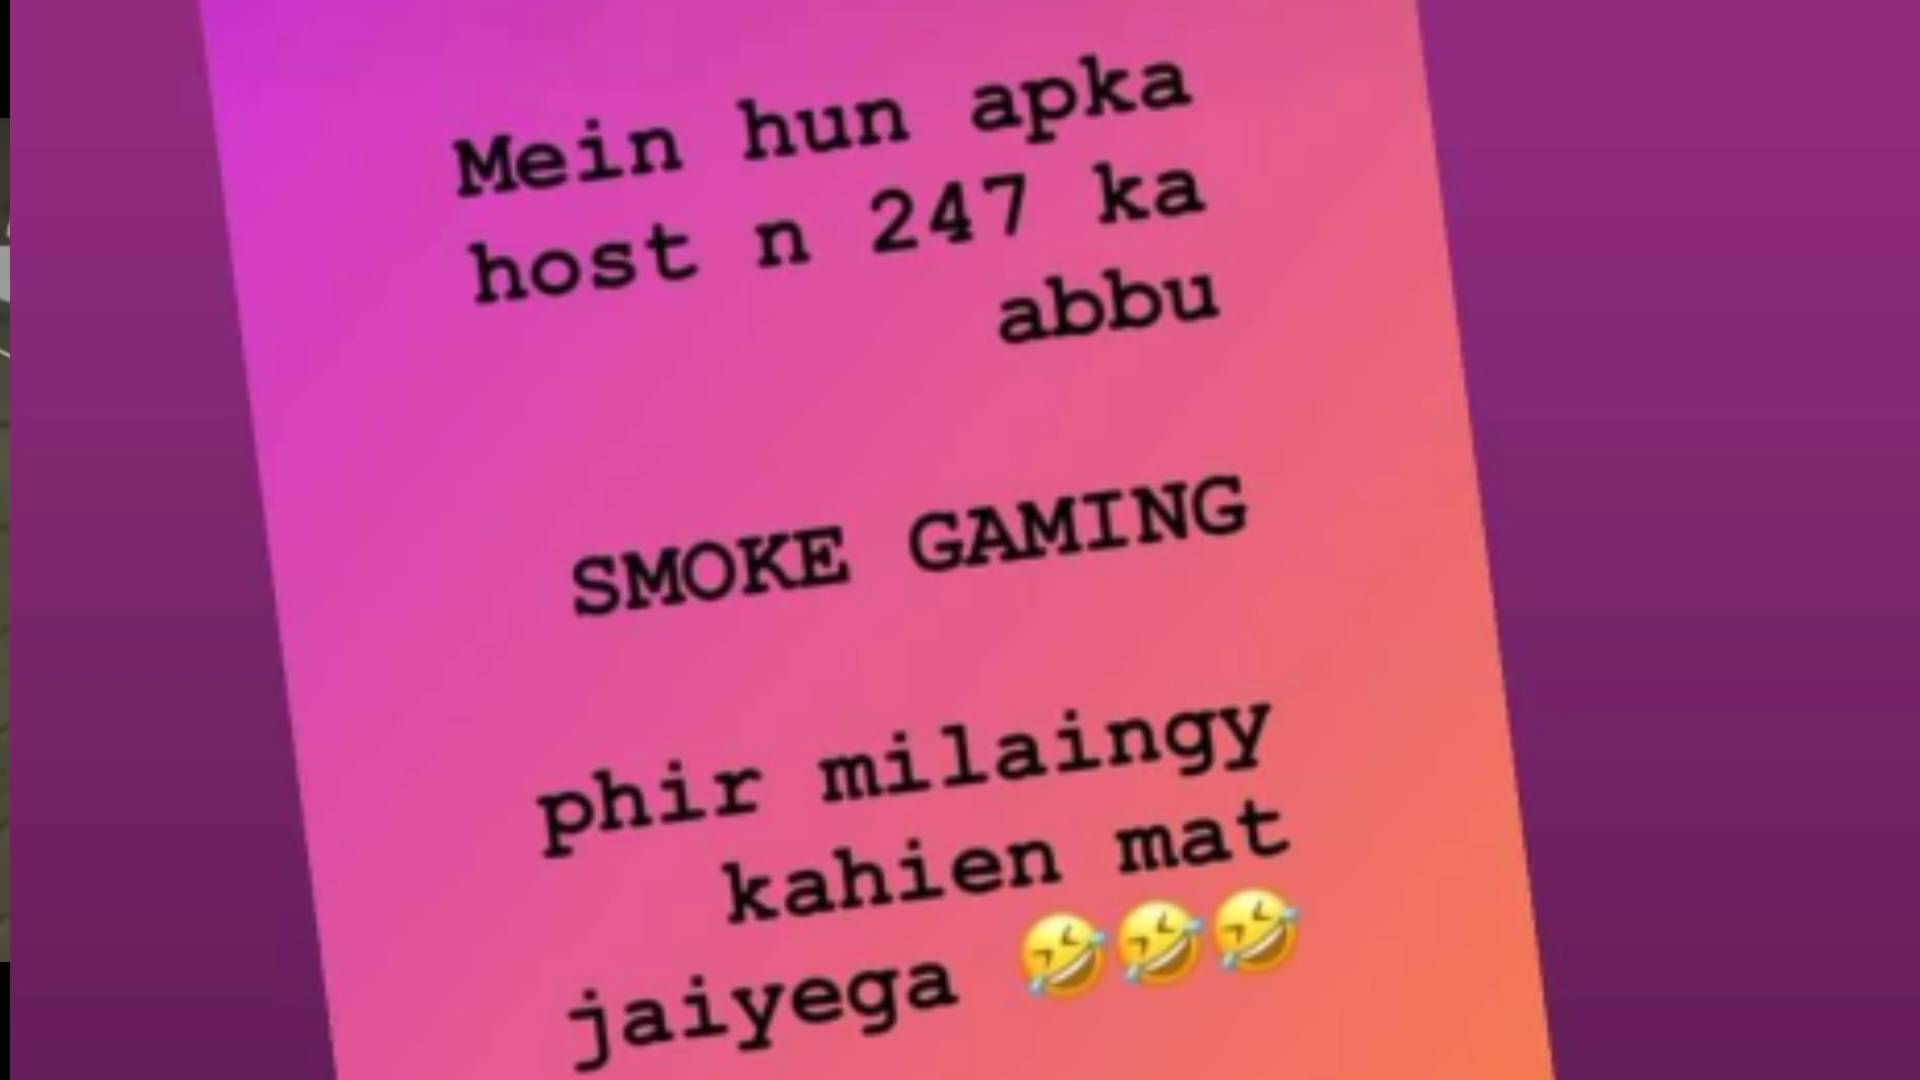 Mein hun apka
host n 247 ka
abbu
SMOKE GAMING
phir milaingy
kahien mat
jaiyega 🤣🤣🤣